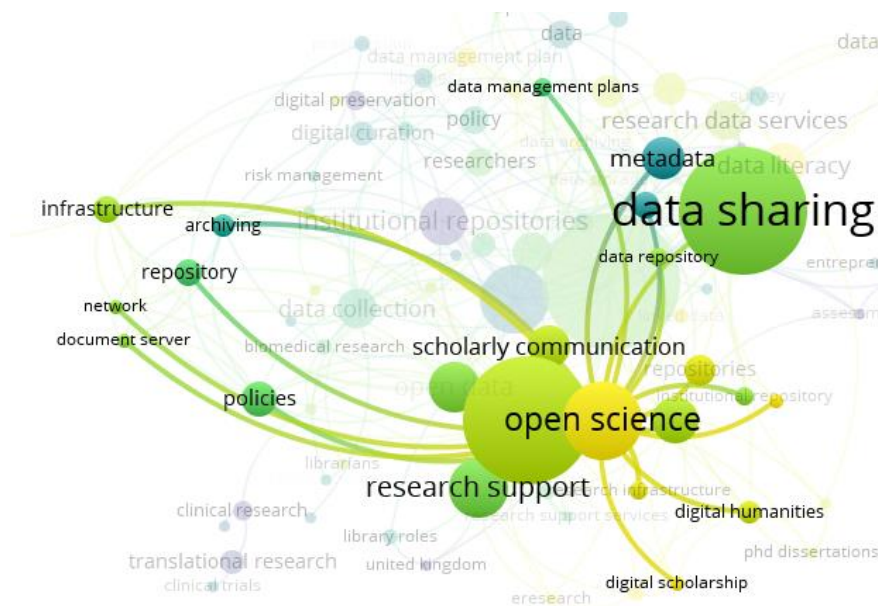 data
data management plan
data
data management plans
digital preservation
survey
policy
research data services
digital curation
data archiving
researchers
metadata
data literacy
risk management
infrastructure
institutional repositories
data sharing
archiving
data repository
repository
entrepre
data collection
network
assessm
document server
biomedical research
scholarly communication
repositories
open data
institutional repository
policies
open science
librarians
research support
research infrastructure
research support services
clinical research
digital humanities
library roles
translational research
united kingdom
phd dissertations
clinical trials
digital scholarship
eresearch